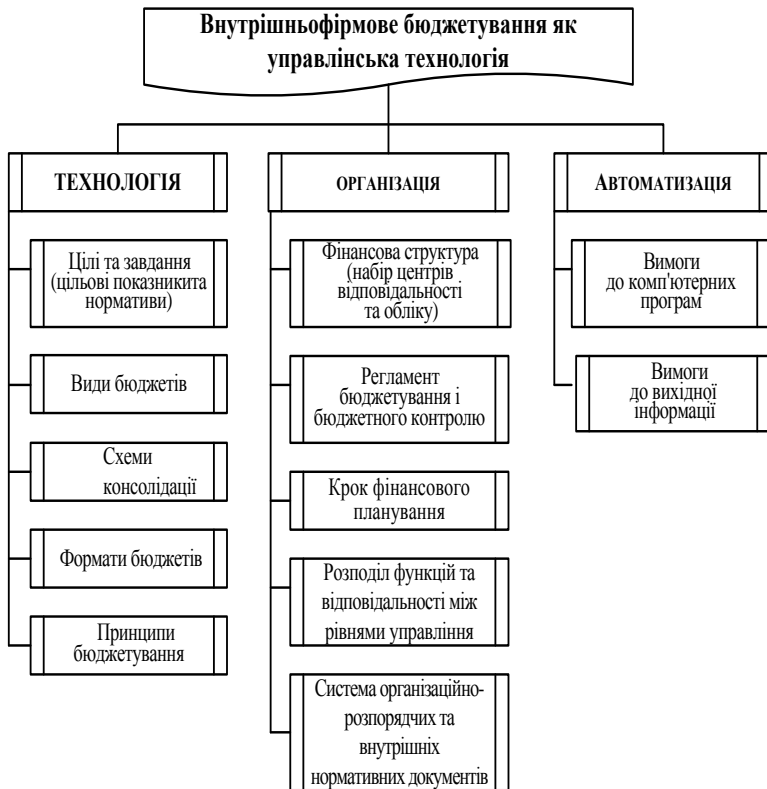 Внутрішньофірмове бюджетування як
управлінська технологія
ТЕХНОЛОГІЯ
Цілі та завдання
(цільові показникита
нормативи)
Види бюджетів
Схеми
консолідації
Формати бюджетів
Принципи
бюджетування
ОРГАНІЗАЦІЯ
Фінансова структура
(набір центрів
відповідальності
та обліку)
Регламент
бюджетування і
бюджетного контролю
Крок фінансового
планування
Розподіл функцій та
відповідальності між
рівнями управління
Система організаційно-
розпорядчих та
внутрішніх
нормативних документів
АВТОМАТИЗАЦІЯ
Вимоги
до комп'ютерних
програм
Вимоги
до вихідної
інформації